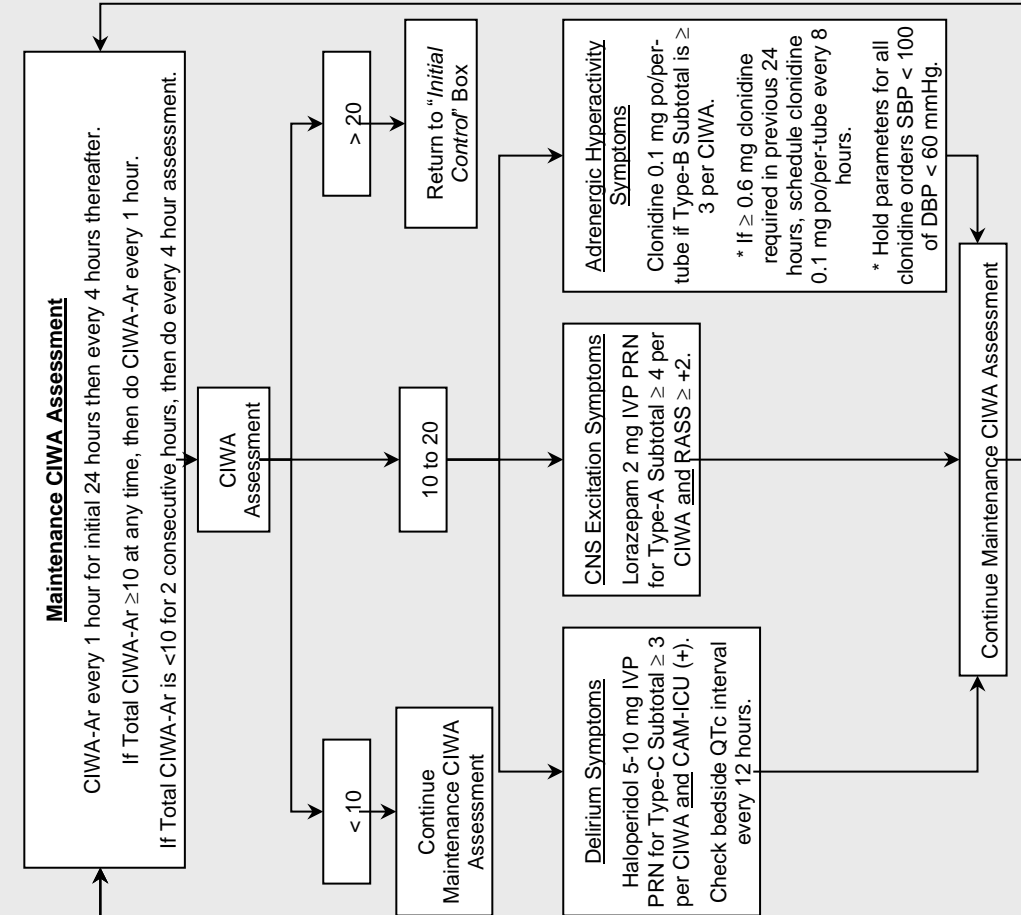 Maintenance CIWA Assessment
CIWA-Ar every 1 hour for initial 24 hours then every 4 hours thereafter.
If Total CIWA-Ar ≥10 at any time, then do CIWA-Ar every 1 hour.
If Total CIWA-Ar is <10 for 2 consecutive hours, then do every 4 hour assessment.
CIWA
Assessment
< 10
10 to 20
> 20
Continue
Maintenance CIWA
Assessment
Return to “Initial
Control” Box
Delirium Symptoms
Haloperidol 5-10 mg IVP
PRN for Type-C Subtotal ≥ 3
per CIWA and CAM-ICU (+).
Check bedside QTc interval
every 12 hours.
CNS Excitation Symptoms
Lorazepam 2 mg IVP PRN
for Type-A Subtotal ≥ 4 per
CIWA and RASS ≥ +2.
Adrenergic Hyperactivity
Symptoms
Clonidine 0.1 mg po/per-
tube if Type-B Subtotal is ≥
3 per CIWA.
* If ≥ 0.6 mg clonidine
required in previous 24
hours, schedule clonidine
0.1 mg po/per-tube every 8
hours.
* Hold parameters for all
clonidine orders SBP < 100
of DBP < 60 mmHg.
Continue Maintenance CIWA Assessment